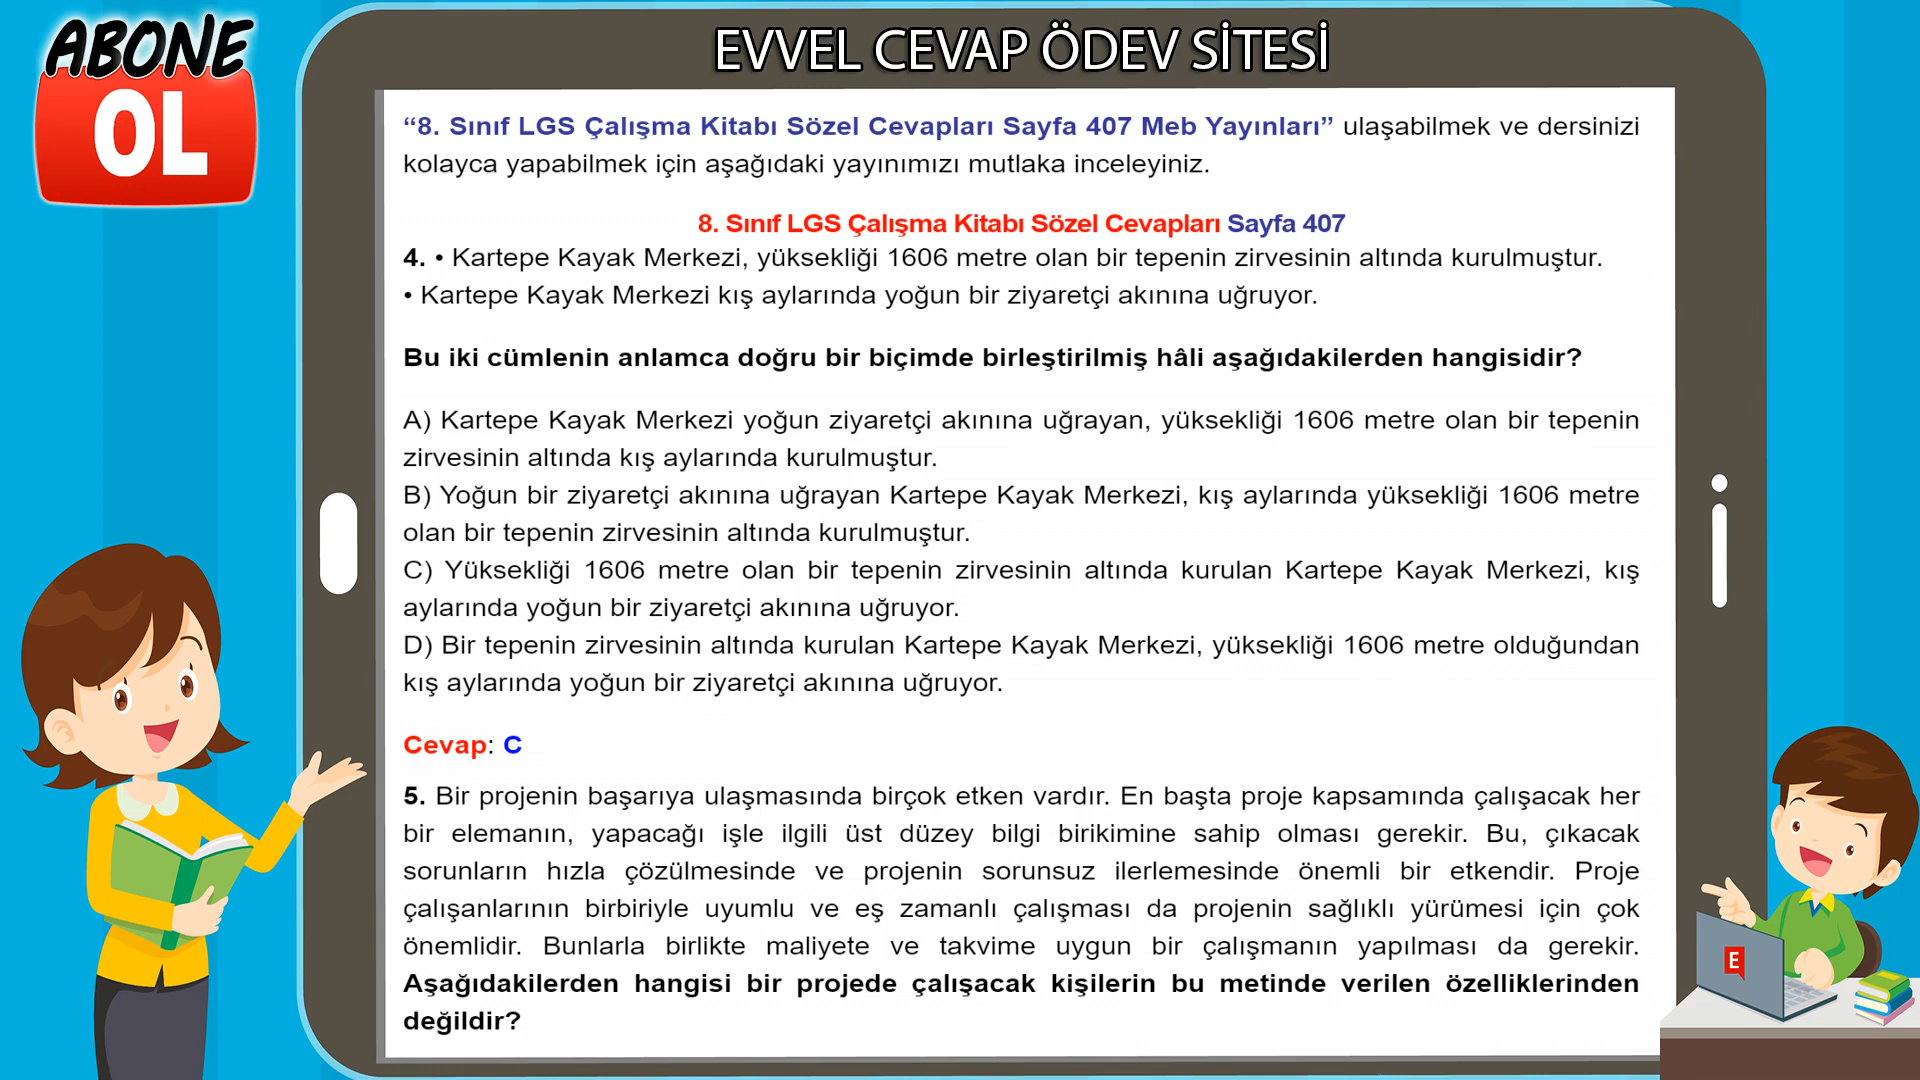 ABONE
OL
EVVEL CEVAP ÖDEV SİTESİ
“8. Sınıf LGS Çalışma Kitabı Sözel Cevapları Sayfa 407 Meb Yayınları” ulaşabilmek ve dersinizi
kolayca yapabilmek için aşağıdaki yayınımızı mutlaka inceleyiniz.
8. Sınıf LGS Çalışma Kitabı Sözel Cevapları Sayfa 407
4. • Kartepe Kayak Merkezi, yüksekliği 1606 metre olan bir tepenin zirvesinin altında kurulmuştur.
• Kartepe Kayak Merkezi kış aylarında yoğun bir ziyaretçi akınına uğruyor.
Bu iki cümlenin anlamca doğru bir biçimde birleştirilmiş hâli aşağıdakilerden hangisidir?
A) Kartepe Kayak Merkezi yoğun ziyaretçi akınına uğrayan, yüksekliği 1606 metre olan bir tepenin
zirvesinin altında kış aylarında kurulmuştur.
B) Yoğun bir ziyaretçi akınına uğrayan Kartepe Kayak Merkezi, kış aylarında yüksekliği 1606 metre
olan bir tepenin zirvesinin altında kurulmuştur.
C) Yüksekliği 1606 metre olan bir tepenin zirvesinin altında kurulan Kartepe Kayak Merkezi, kış
aylarında yoğun bir ziyaretçi akınına uğruyor.
D) Bir tepenin zirvesinin altında kurulan Kartepe Kayak Merkezi, yüksekliği 1606 metre olduğundan
kış aylarında yoğun bir ziyaretçi akınına uğruyor.
Cevap: C
5. Bir projenin başarıya ulaşmasında birçok etken vardır. En başta proje kapsamında çalışacak her
bir elemanın, yapacağı işle ilgili üst düzey bilgi birikimine sahip olması gerekir. Bu, çıkacak
sorunların hızla çözülmesinde ve projenin sorunsuz ilerlemesinde önemli bir etkendir. Proje
çalışanlarının birbiriyle uyumlu ve eş zamanlı çalışması da projenin sağlıklı yürümesi için çok
önemlidir. Bunlarla birlikte maliyete ve takvime uygun bir çalışmanın yapılması da gerekir.
Aşağıdakilerden hangisi bir projede çalışacak kişilerin bu metinde verilen özelliklerinden
değildir?
E